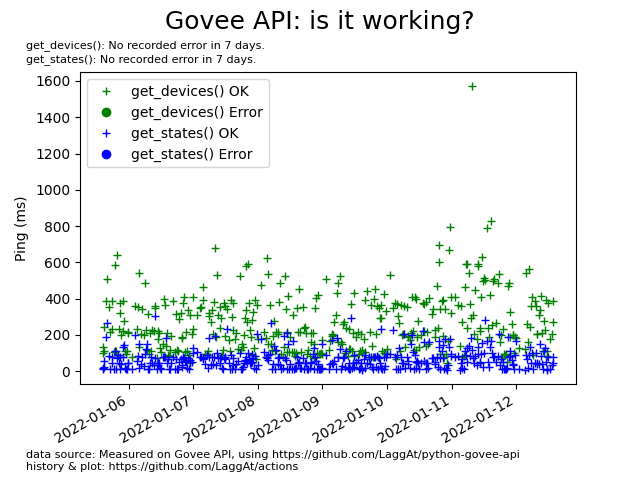 Govee API: is it working?
get_devices(): No recorded error in 7 days.
get_states(): No recorded error in 7 days.
1600
1400
1200
1000
800
600
400
200
0
Ping (ms)
get_devices() OK
get_devices() Error
get_states() OK
get_states() Error
2022-01-06
2022-01-07
2022-01-08
2022-01-09
2022-01-10
2022-01-11
2022-01-12
data source: Measured on Govee API, using https://github.com/LaggAt/python-govee-api
history & plot: https://github.com/LaggAt/actions